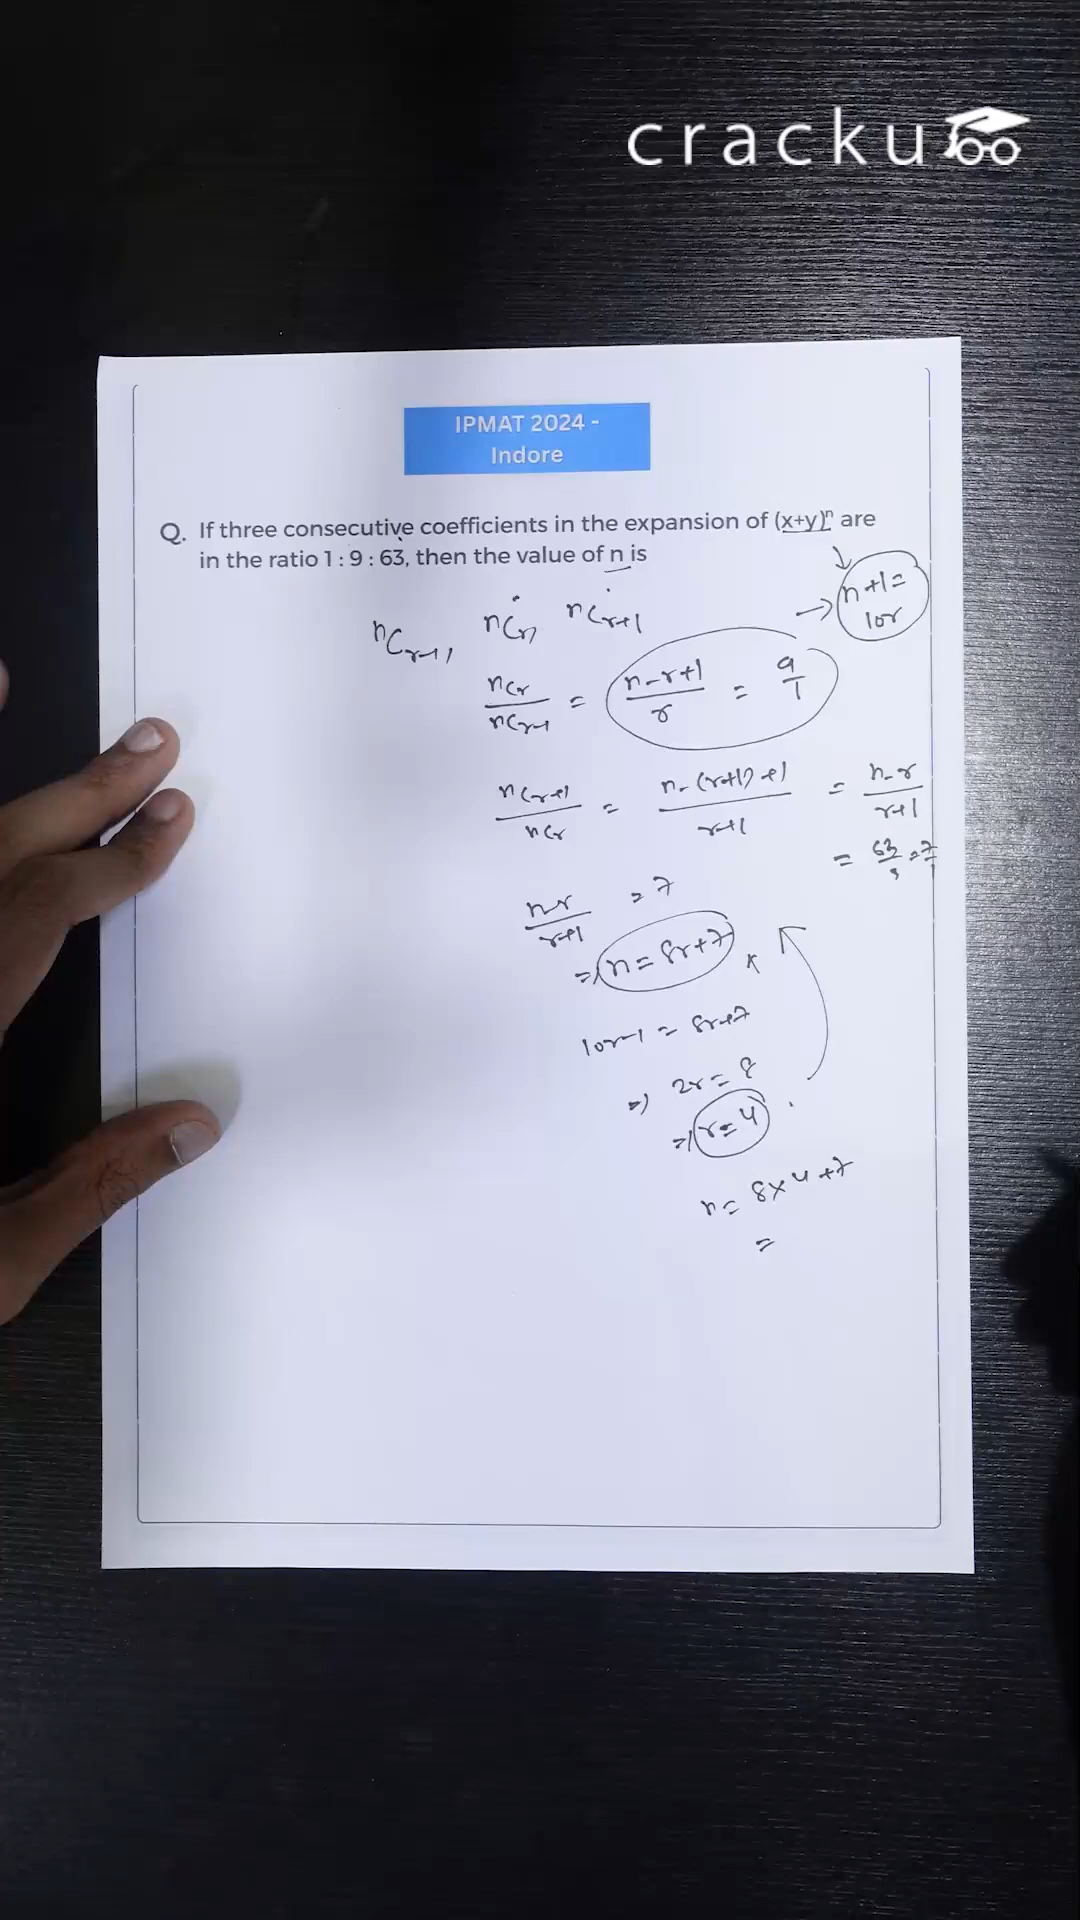 cracku
IPMAT 2024 -
Indore
Q. If three consecutive coefficients in the expansion of (x+y)ⁿ are
in the ratio 1 : 9 : 63, then the value of n is
n+1=
10r
ⁿCᵣ₋₁, ⁿCᵣ, ⁿCᵣ₊₁
ⁿCᵣ/ⁿCᵣ₋₁ = (n-r+1)/r = 9/1
ⁿCᵣ₊₁/ⁿCᵣ = (n-(r+1)+1)/(r+1) = (n-r)/(r+1)
= 63/9 = 7/1
(n-r)/(r+1) = 7
=) n = 8r+7
10r-1 = 8r+7
=) 2r = 8
=) r = 4
n = 8×4+7
=